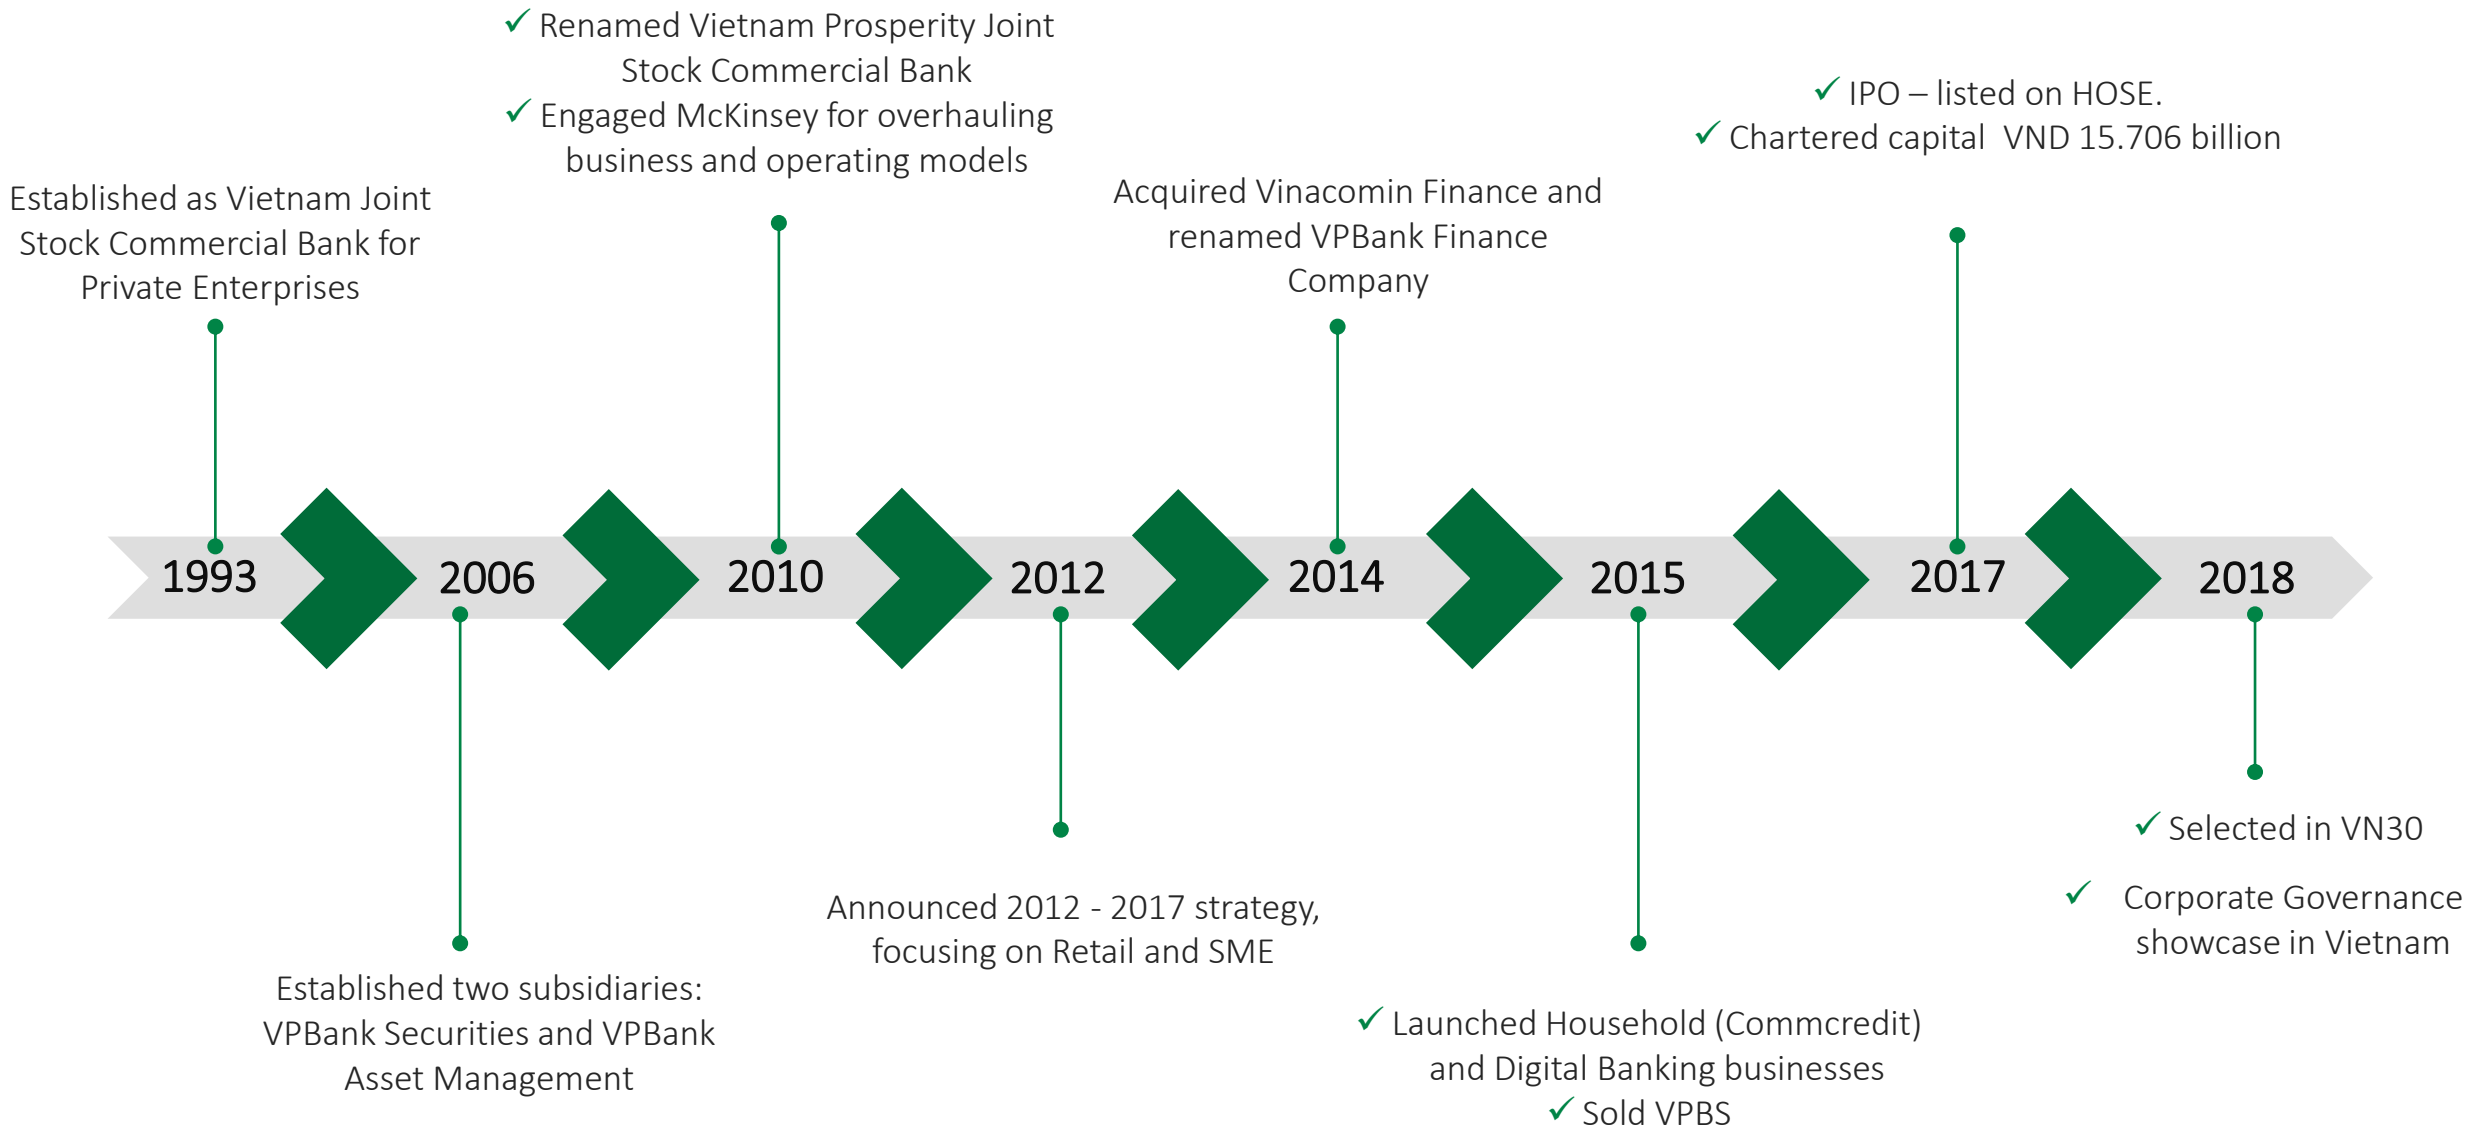 ✓ Renamed Vietnam Prosperity Joint
Stock Commercial Bank
✓ Engaged McKinsey for overhauling
business and operating models
✓ IPO – listed on HOSE.
✓ Chartered capital VND 15.706 billion
Established as Vietnam Joint
Stock Commercial Bank for
Private Enterprises
Acquired Vinacomin Finance and
renamed VPBank Finance
Company
1993
2006
2010
2012
2014
2015
2017
2018
Established two subsidiaries:
VPBank Securities and VPBank
Asset Management
Announced 2012 - 2017 strategy,
focusing on Retail and SME
✓ Launched Household (Commcredit)
and Digital Banking businesses
✓ Sold VPBS
✓ Selected in VN30
✓ Corporate Governance
showcase in Vietnam